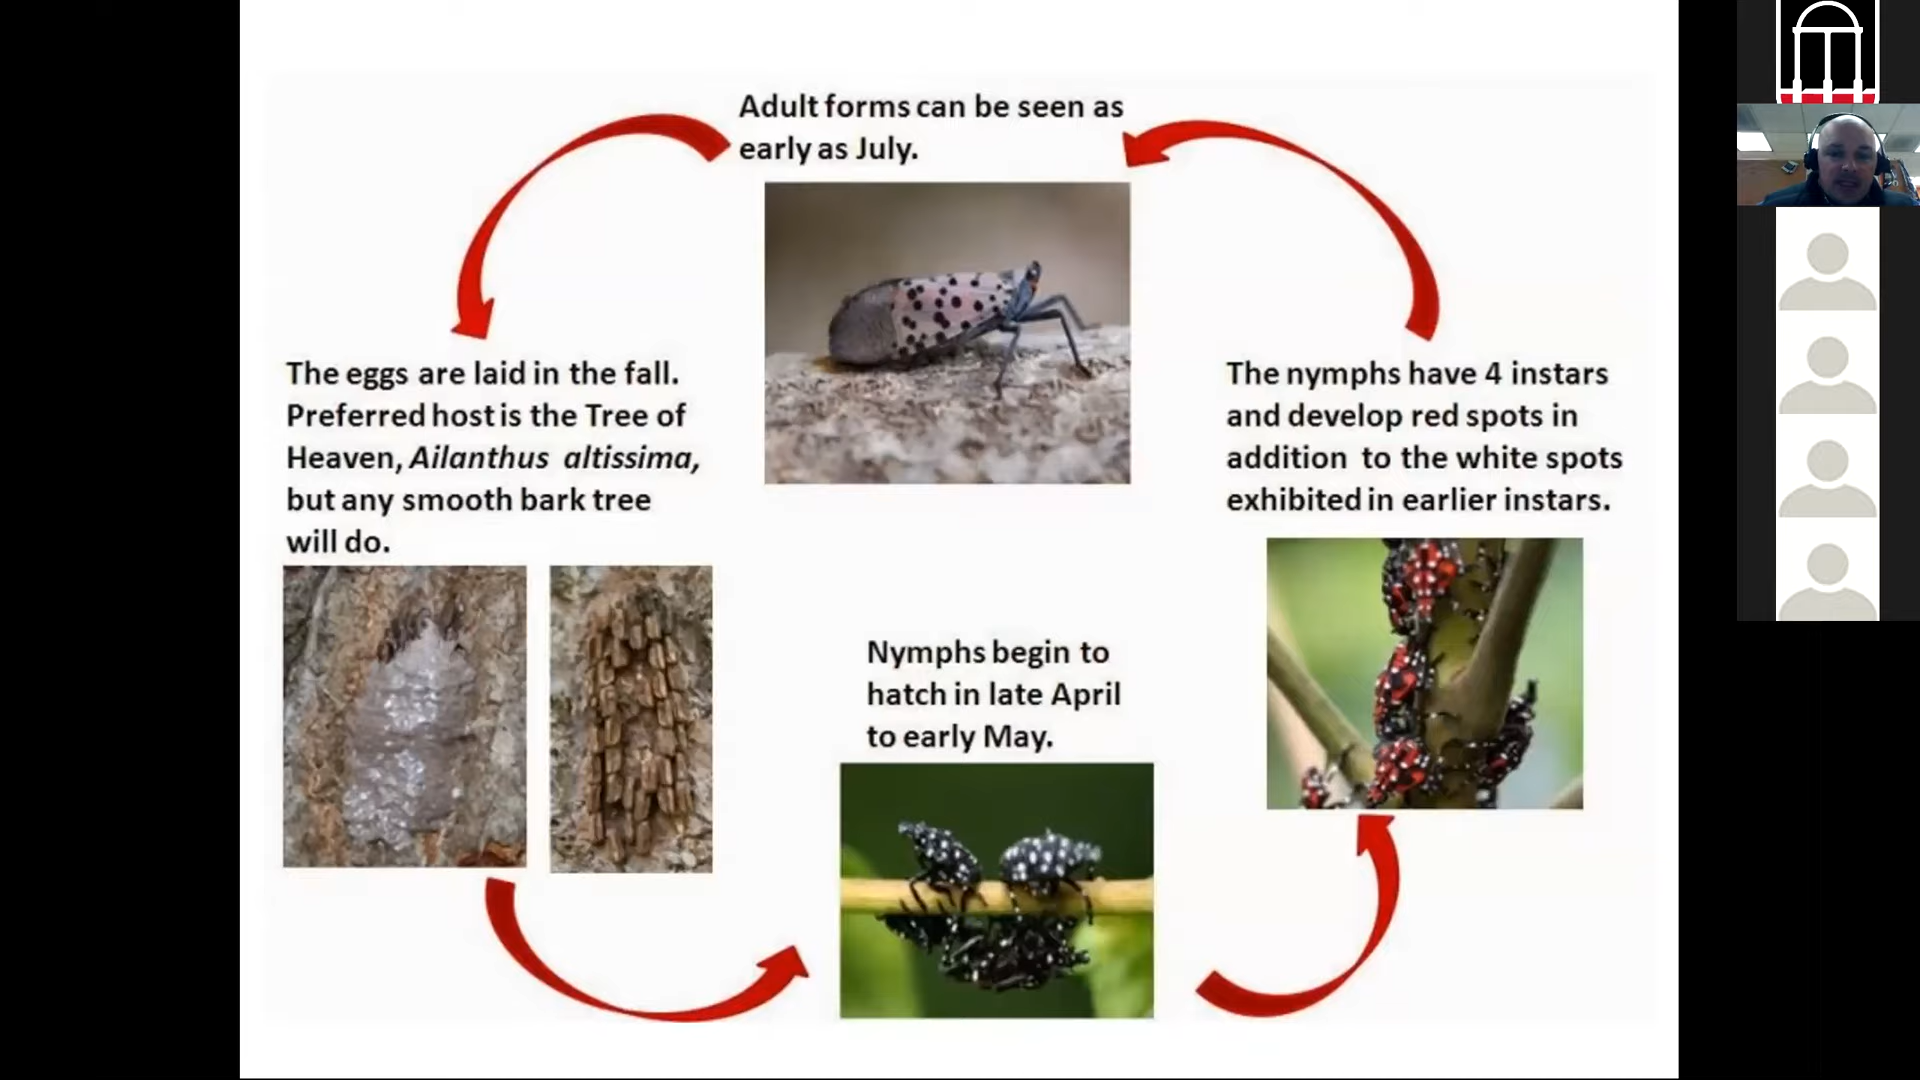 Adult forms can be seen as
early as July.
The eggs are laid in the fall.
Preferred host is the Tree of
Heaven, Ailanthus altissima,
but any smooth bark tree
will do.
Nymphs begin to
hatch in late April
to early May.
The nymphs have 4 instars
and develop red spots in
addition to the white spots
exhibited in earlier instars.